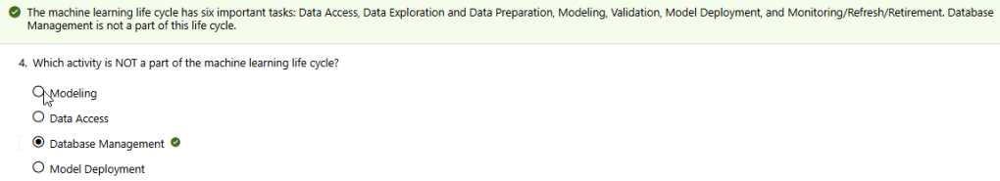 The machine learning life cycle has six important tasks: Data Access, Data Exploration and Data Preparation, Modeling, Validation, Model Deployment, and Monitoring/Refresh/Retirement. Database
Management is not a part of this life cycle.
4. Which activity is NOT a part of the machine learning life cycle?
Modeling
Data Access
Database Management
Model Deployment